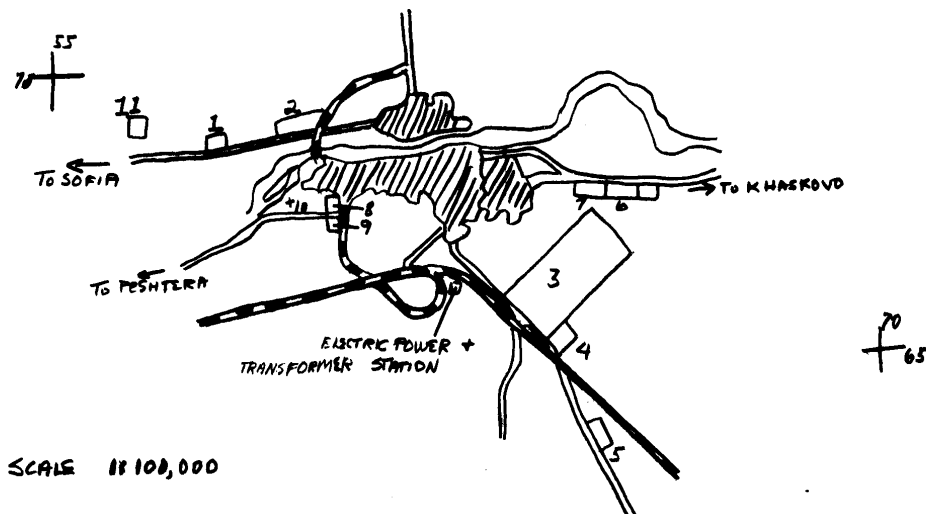 55
70
11
1
2
TO SOFIA
TO KHASKOVO
7
6
8
9
TO PESHTERA
3
ELECTRIC POWER +
TRANSFORMER STATION
4
70
65
5
SCALE 1:100,000